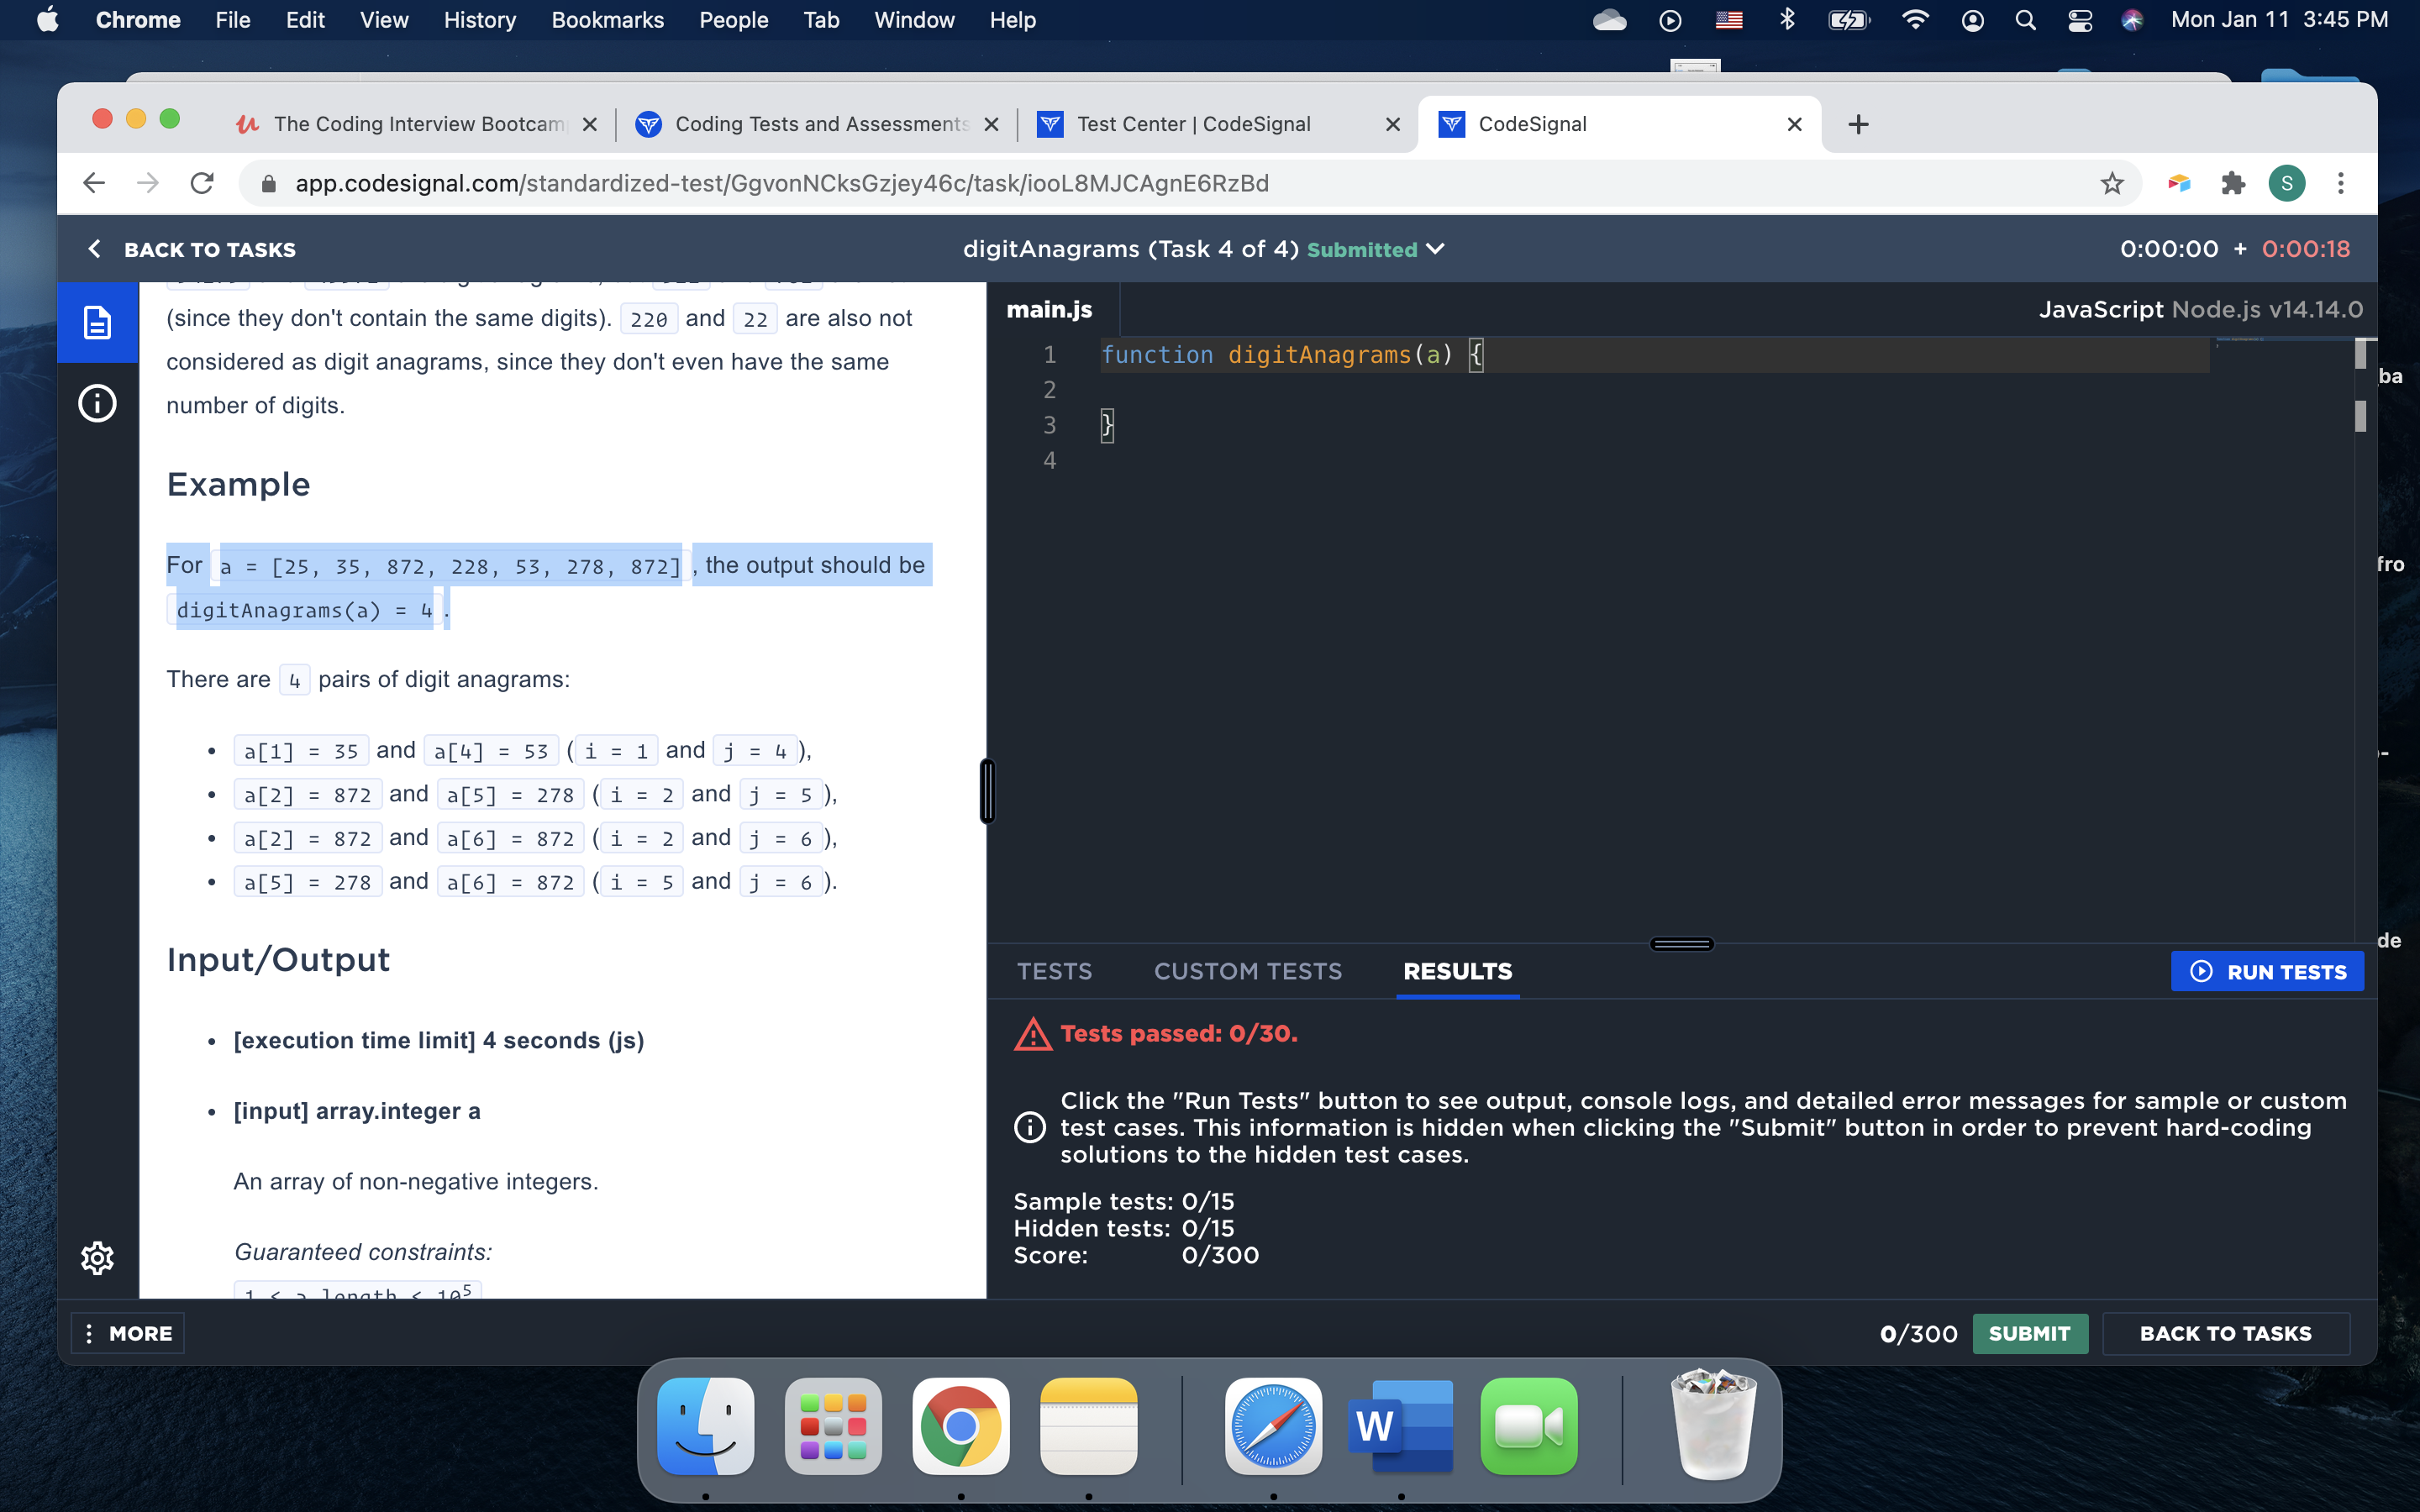 Chrome File Edit View History Bookmarks People Tab Window Help Mon Jan 11 3:45 PM
The Coding Interview Bootcam
Coding Tests and Assessments
Test Center | CodeSignal
CodeSignal
app.codesignal.com/standardized-test/GgvonNCksGzjey46c/task/iooL8MJCAgnE6RzBd
S
BACK TO TASKS
digitAnagrams (Task 4 of 4) Submitted
0:00:00 + 0:00:18
(since they don't contain the same digits). 220 and 22 are also not
considered as digit anagrams, since they don't even have the same
number of digits.
Example
For a = [25, 35, 872, 228, 53, 278, 872], the output should be
digitAnagrams(a) = 4.
There are 4 pairs of digit anagrams:
• a[1] = 35 and a[4] = 53 (i = 1 and j = 4),
• a[2] = 872 and a[5] = 278 (i = 2 and j = 5),
• a[2] = 872 and a[6] = 872 (i = 2 and j = 6),
• a[5] = 278 and a[6] = 872 (i = 5 and j = 6).
Input/Output
• [execution time limit] 4 seconds (js)
• [input] array.integer a
An array of non-negative integers.
Guaranteed constraints:
main.js
JavaScript Node.js v14.14.0
1 function digitAnagrams(a) {
2
3 }
4
TESTS CUSTOM TESTS RESULTS
RUN TESTS
Tests passed: 0/30.
Click the "Run Tests" button to see output, console logs, and detailed error messages for sample or custom
test cases. This information is hidden when clicking the "Submit" button in order to prevent hard-coding
solutions to the hidden test cases.
Sample tests: 0/15
Hidden tests: 0/15
Score: 0/300
MORE
0/300 SUBMIT BACK TO TASKS
ba
fro
de
W